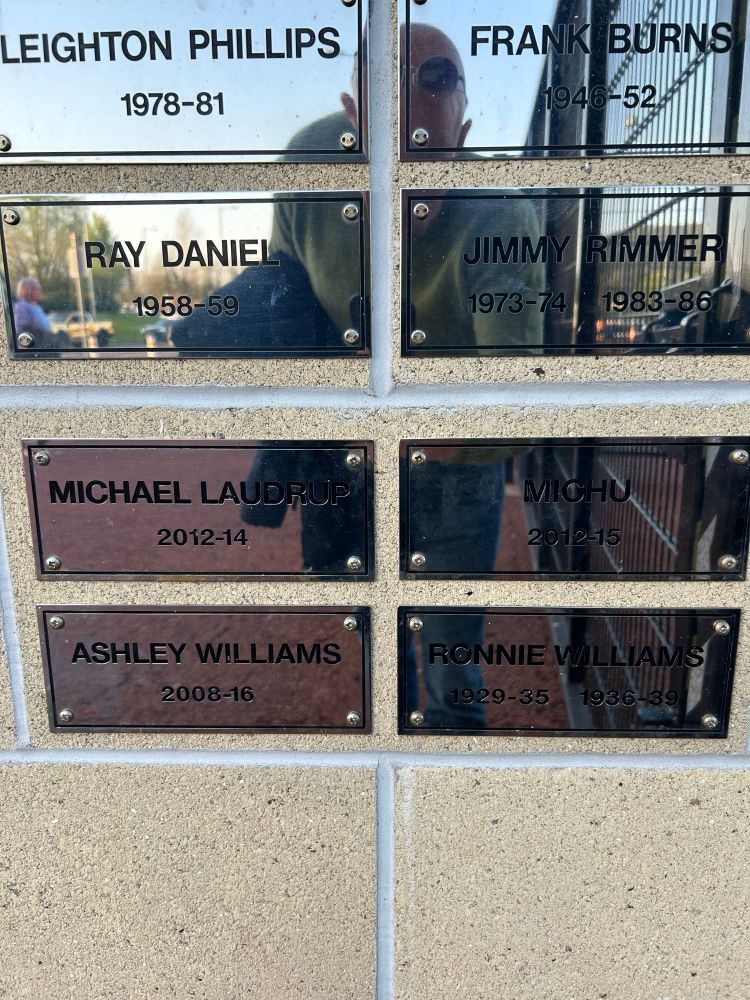 LEIGHTON PHILLIPS
1978-81
FRANK BURNS
1946-52
RAY DANIEL
1958-59
JIMMY RIMMER
1973-74 1983-86
MICHAEL LAUDRUP
2012-14
MICHU
2012-15
ASHLEY WILLIAMS
2008-16
RONNIE WILLIAMS
1929-35 1936-39